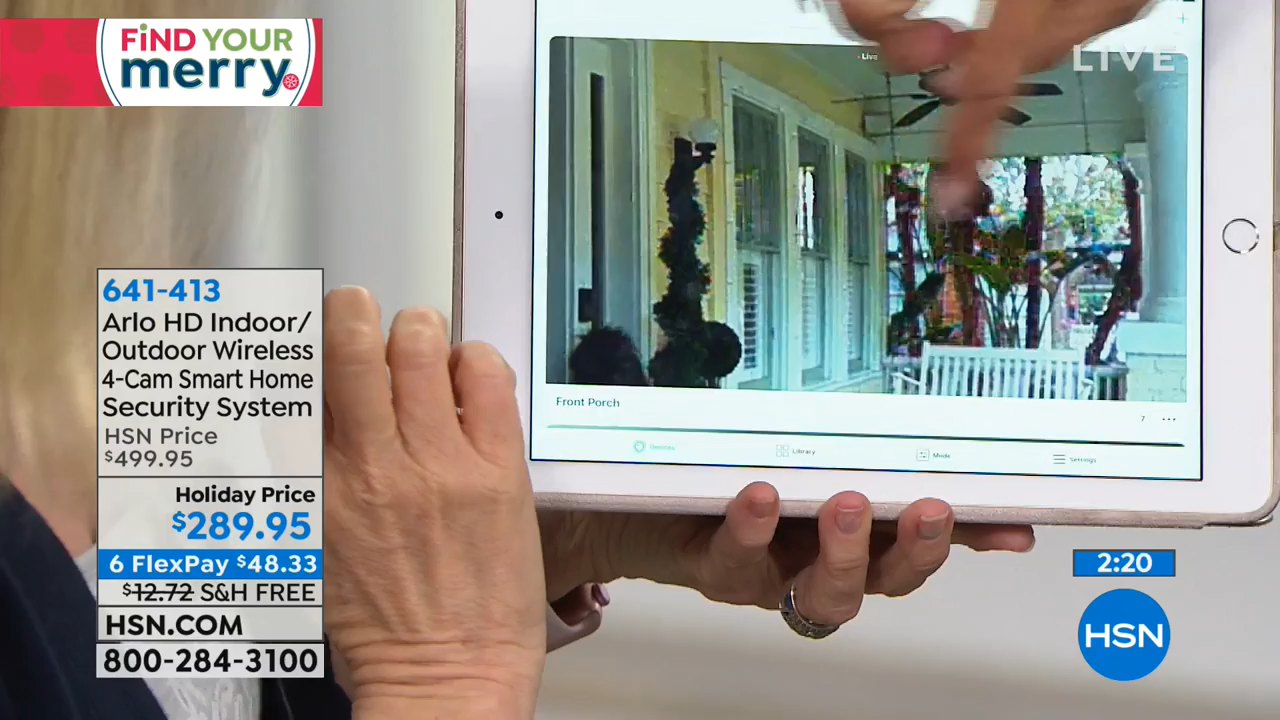 FiND YOUR
merry
LIVE
Live
641-413
Arlo HD Indoor/
Outdoor Wireless
4-Cam Smart Home
Security System
HSN Price
$499.95
Holiday Price
$289.95
6 FlexPay $48.33
$12.72 S&H FREE
HSN.COM
800-284-3100
Front Porch
7
Devices
Library
Mode
Settings
2:20
HSN